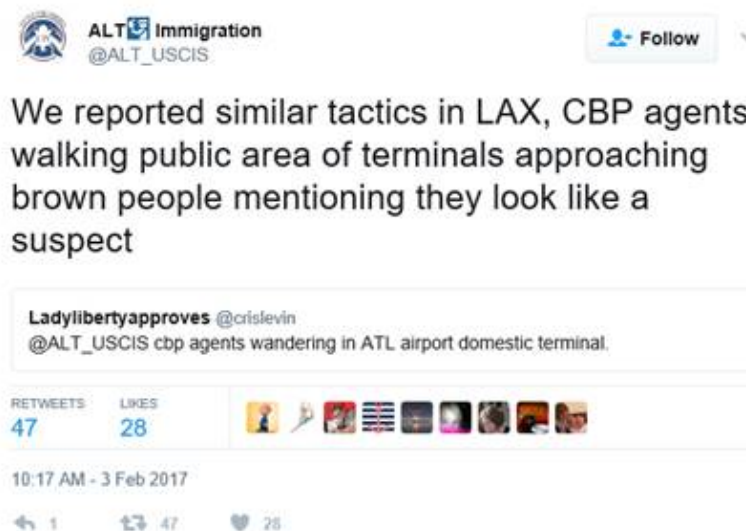 ALT Immigration
@ALT_USCIS
Follow
We reported similar tactics in LAX, CBP agents
walking public area of terminals approaching
brown people mentioning they look like a
suspect
Ladylibertyapproves @crislevin
@ALT_USCIS cbp agents wandering in ATL airport domestic terminal.
RETWEETS LIKES
47 28
10:17 AM - 3 Feb 2017
1 47 28